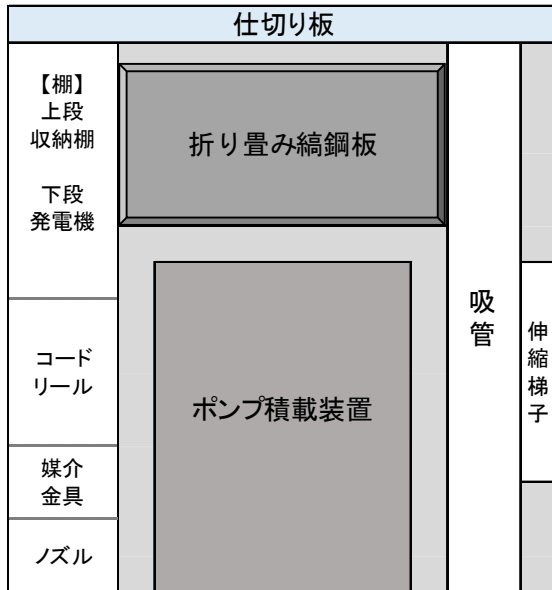 仕切り板
【棚】
上段
収納棚
下段
発電機
折り畳み縞鋼板
コード
リール
媒介
金具
ノズル
ポンプ積載装置
吸
管
伸
縮
梯
子